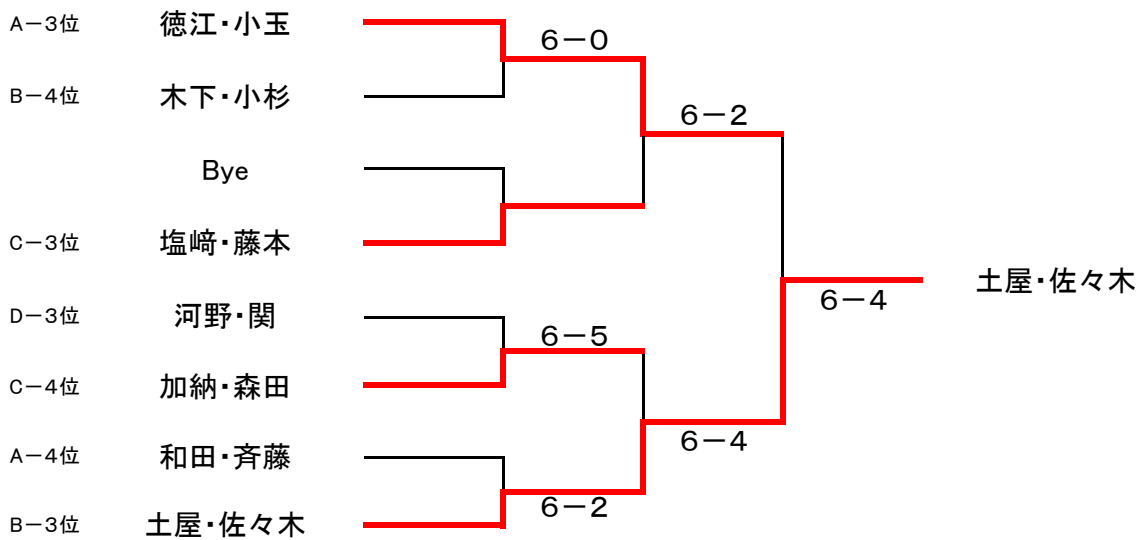 A－3位 徳江・小玉
6－0
B－4位 木下・小杉
6－2
Bye
C－3位 塩﨑・藤本
土屋・佐々木
6－4
D－3位 河野・関
6－5
C－4位 加納・森田
6－4
A－4位 和田・斉藤
6－2
B－3位 土屋・佐々木